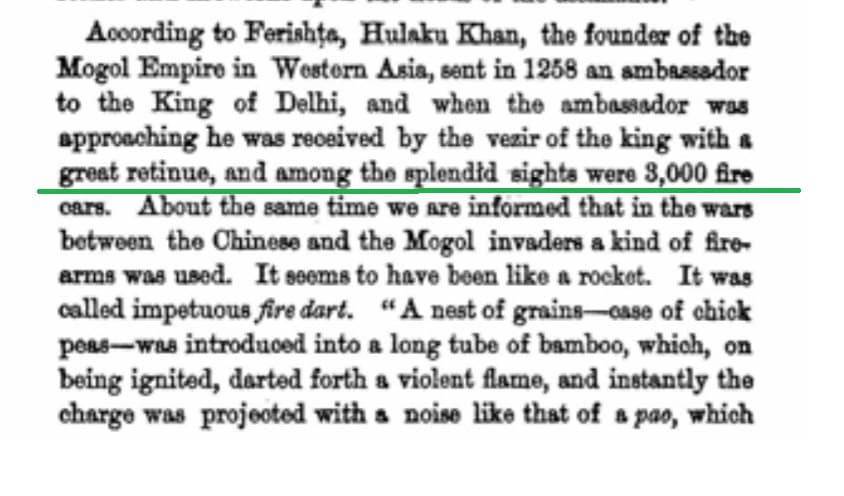 According to Ferishṭa, Hulaku Khan, the founder of the
Mogol Empire in Western Asia, sent in 1258 an ambassador
to the King of Delhi, and when the ambassador was
approaching he was received by the vezir of the king with a
great retinue, and among the splendid sights were 3,000 fire
cars. About the same time we are informed that in the wars
between the Chinese and the Mogol invaders a kind of fire-
arms was used. It seems to have been like a rocket. It was
called impetuous fire dart. “A nest of grains—case of chick
peas—was introduced into a long tube of bamboo, which, on
being ignited, darted forth a violent flame, and instantly the
charge was projected with a noise like that of a pao, which